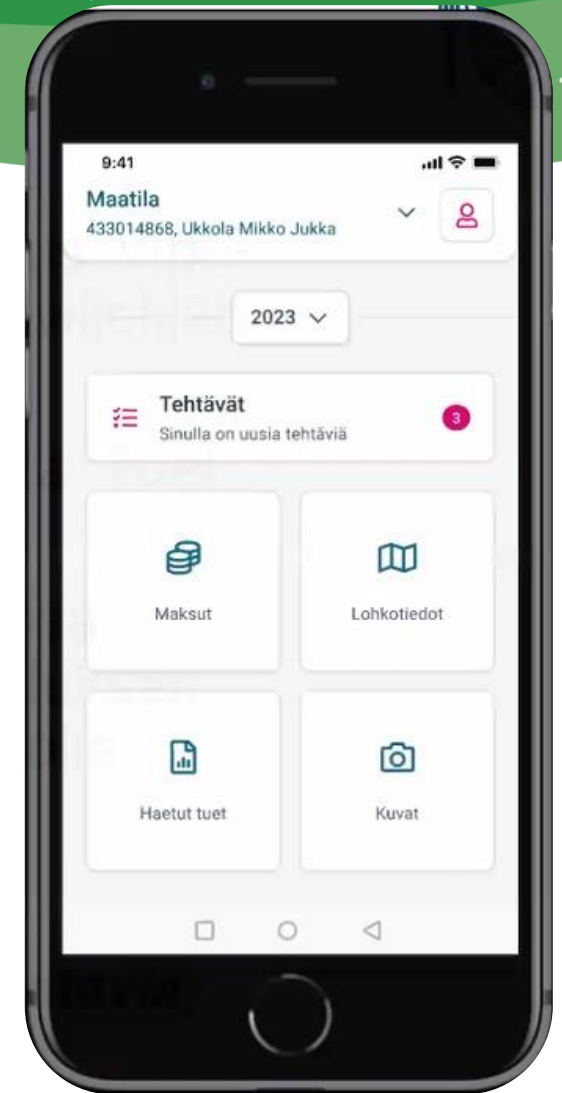 9:41
Maatila
433014868, Ukkola Mikko Jukka
2023
Tehtävät
Sinulla on uusia tehtäviä
3
Maksut
Lohkotiedot
Haetut tuet
Kuvat